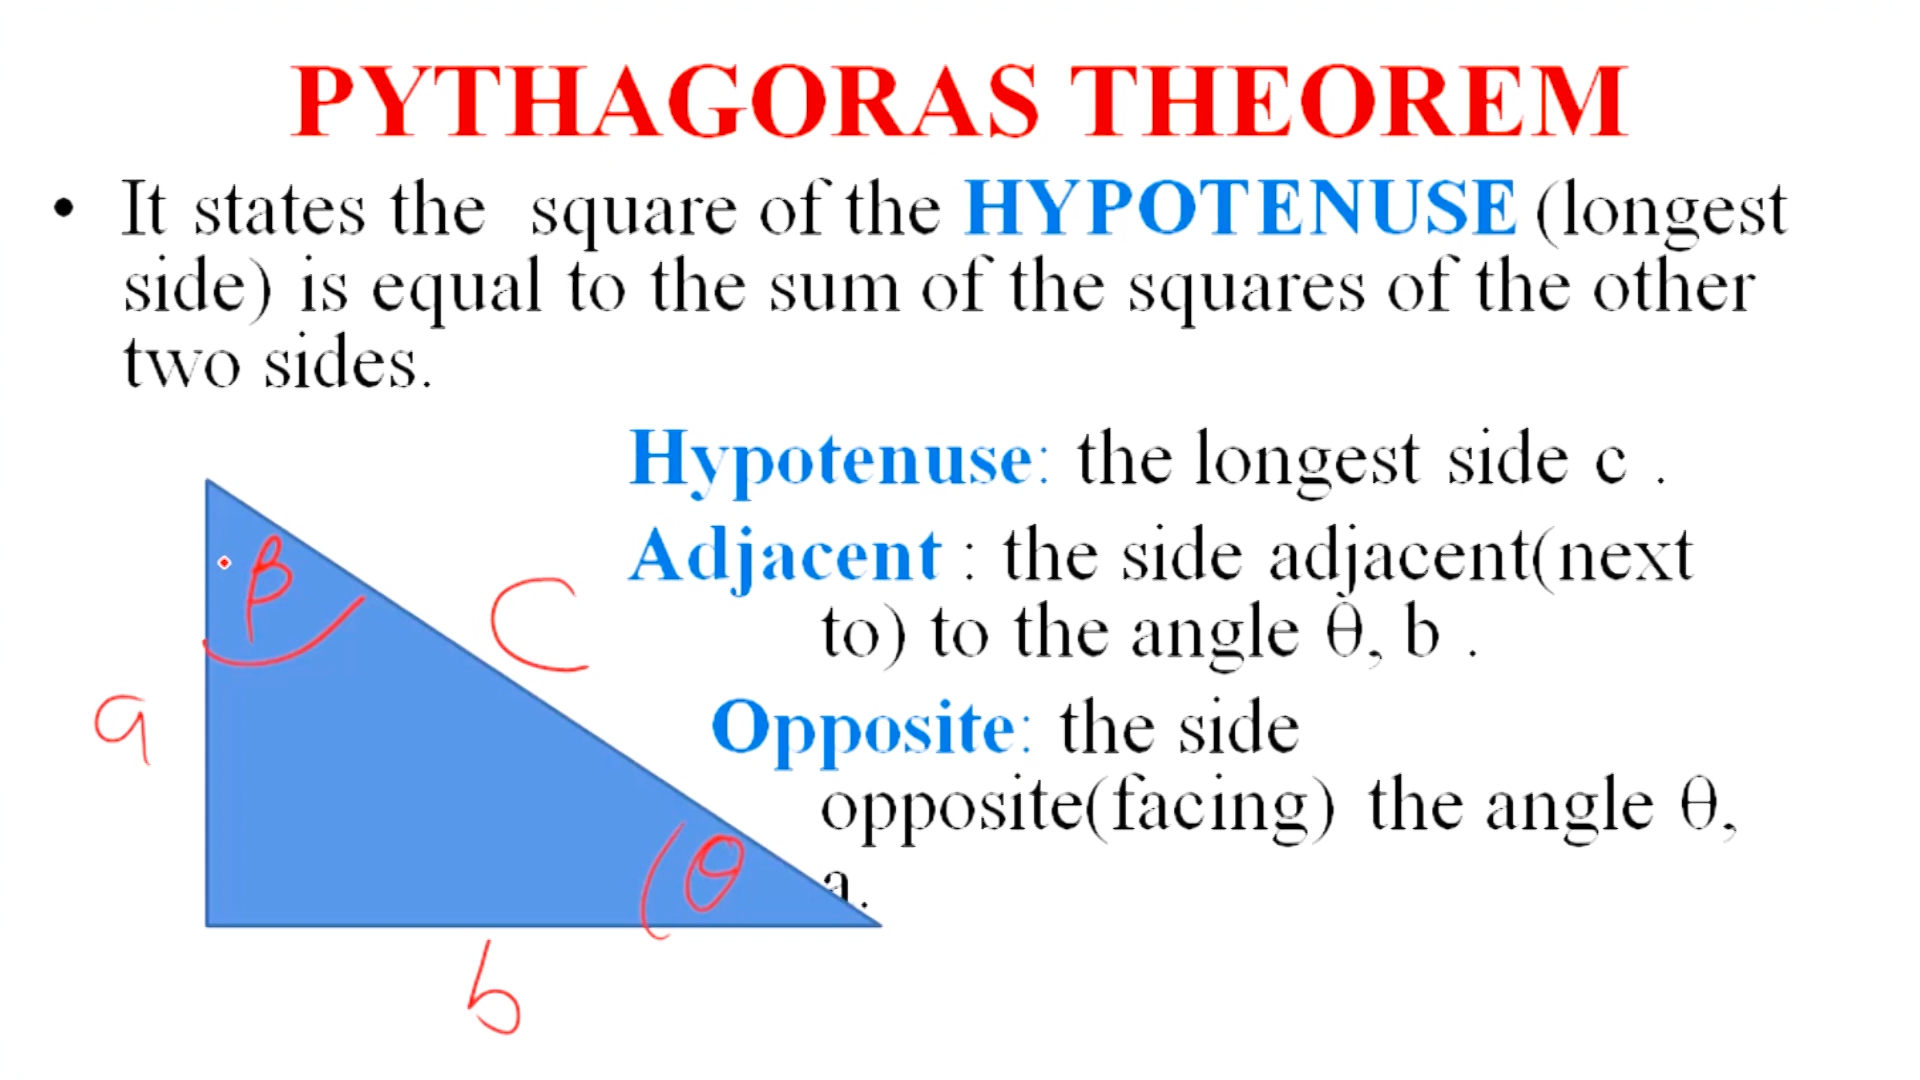 PYTHAGORAS THEOREM
• It states the square of the HYPOTENUSE (longest
side) is equal to the sum of the squares of the other
two sides.
Hypotenuse: the longest side c .
Adjacent : the side adjacent(next
to) to the angle θ, b .
Opposite: the side
opposite(facing) the angle θ,
a.
β
C
a
θ
b